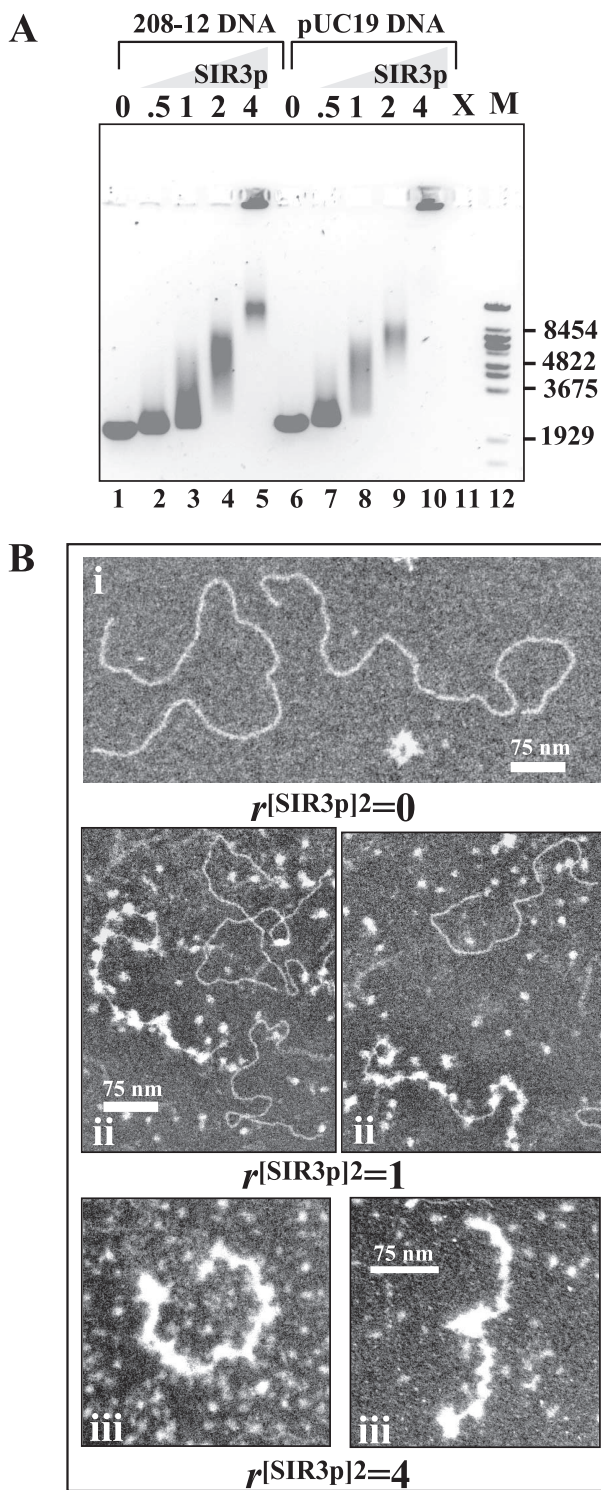 A
208-12 DNA pUC19 DNA
SIR3p SIR3p
0 .5 1 2 4 0 .5 1 2 4 X M
8454
4822
3675
1929
1 2 3 4 5 6 7 8 9 10 11 12
B
i
75 nm
r[SIR3p]2=0
75 nm
ii ii
r[SIR3p]2=1
75 nm
iii iii
r[SIR3p]2=4